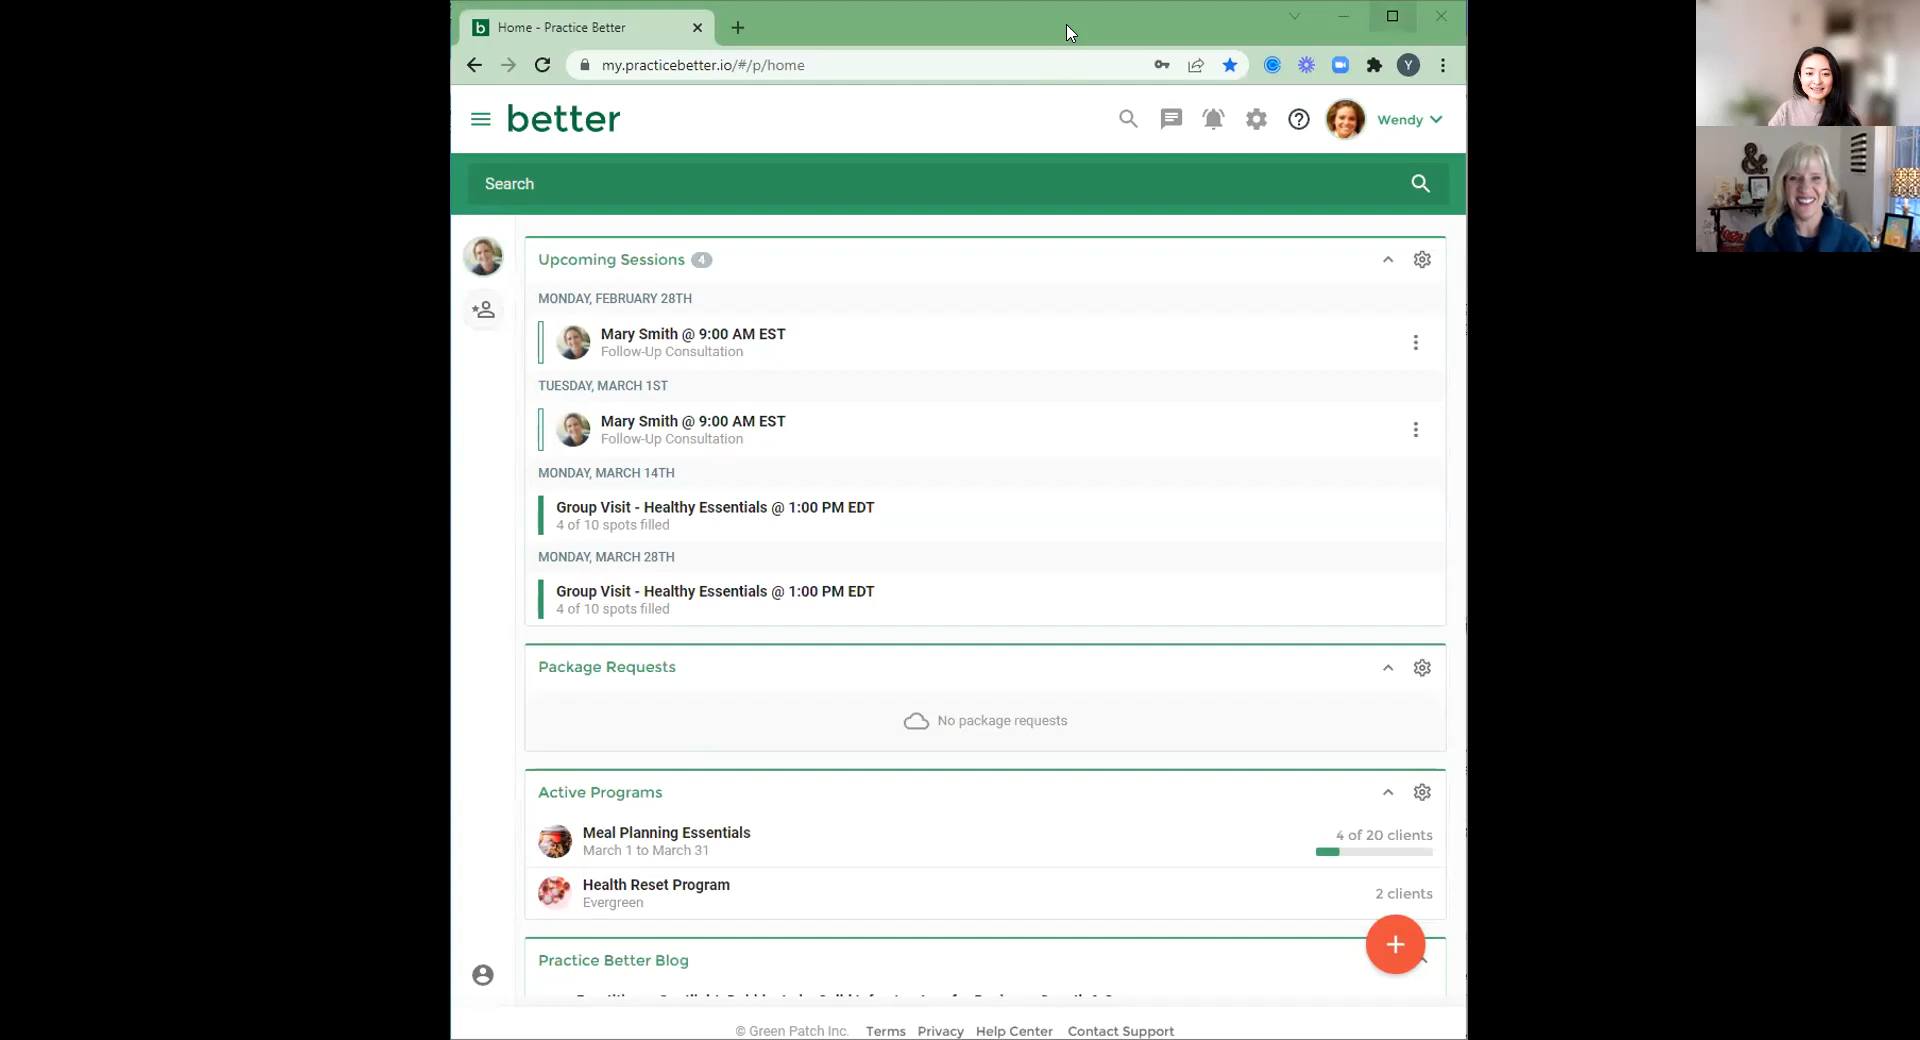 Home - Practice Better
my.practicebetter.io/#/p/home
Y
better
Wendy
Search
Upcoming Sessions 4
MONDAY, FEBRUARY 28TH
Mary Smith @ 9:00 AM EST
Follow-Up Consultation
TUESDAY, MARCH 1ST
Mary Smith @ 9:00 AM EST
Follow-Up Consultation
MONDAY, MARCH 14TH
Group Visit - Healthy Essentials @ 1:00 PM EDT
4 of 10 spots filled
MONDAY, MARCH 28TH
Group Visit - Healthy Essentials @ 1:00 PM EDT
4 of 10 spots filled
Package Requests
No package requests
Active Programs
Meal Planning Essentials
March 1 to March 31
4 of 20 clients
Health Reset Program
Evergreen
2 clients
Practice Better Blog
© Green Patch Inc. Terms Privacy Help Center Contact Support
&